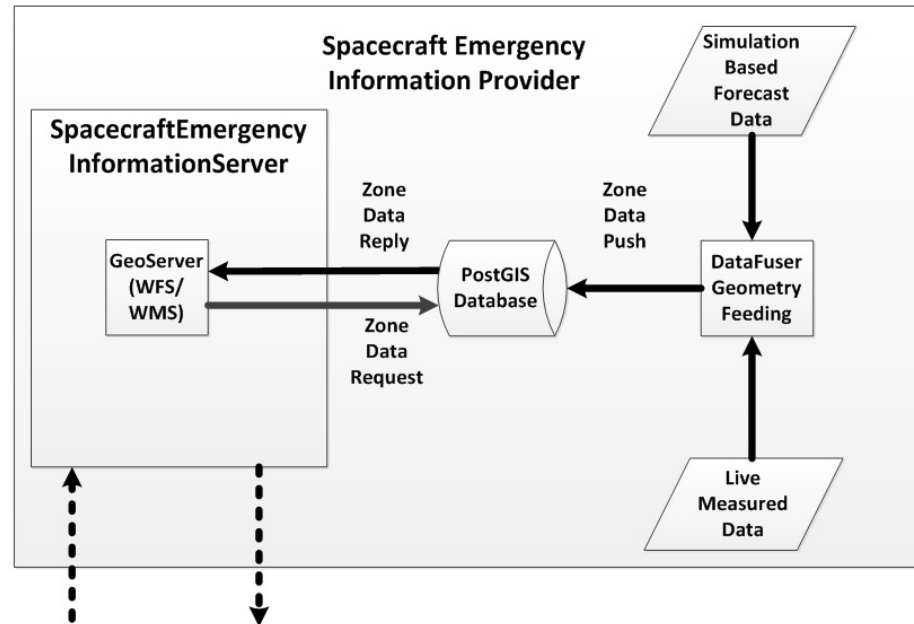 Spacecraft Emergency
Information Provider
Simulation
Based
Forecast
Data
SpacecraftEmergency
InformationServer
Zone
Data
Reply
Zone
Data
Push
GeoServer
(WFS/
WMS)
PostGIS
Database
DataFuser
Geometry
Feeding
Zone
Data
Request
Live
Measured
Data